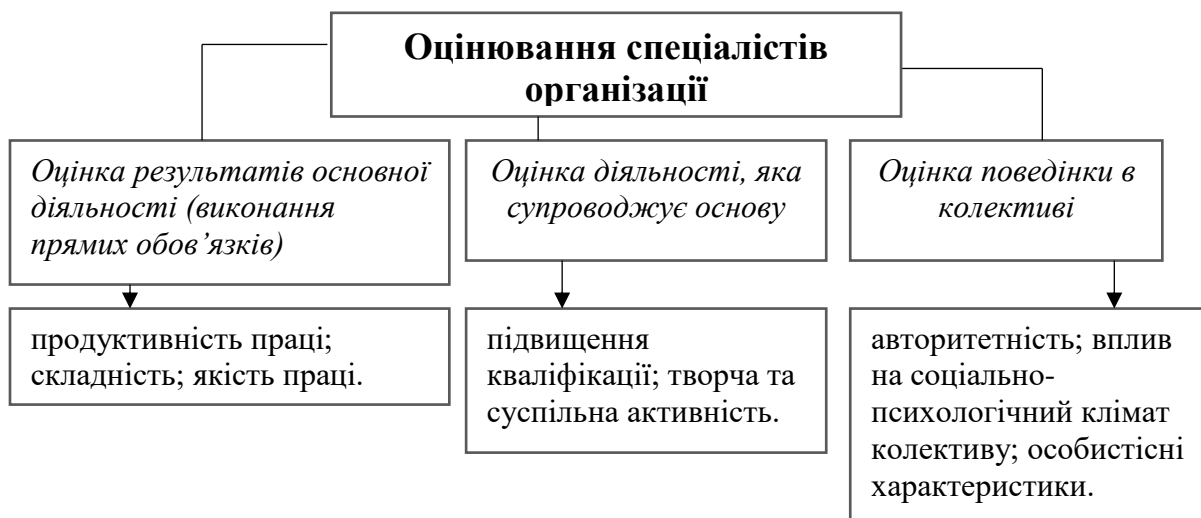 Оцінювання спеціалістів
організації
Оцінка результатів основної
діяльності (виконання
прямих обов’язків)
Оцінка діяльності, яка
супроводжує основу
Оцінка поведінки в
колективі
продуктивність праці;
складність; якість праці.
підвищення
кваліфікації; творча та
суспільна активність.
авторитетність; вплив
на соціально-
психологічний клімат
колективу; особистісні
характеристики.